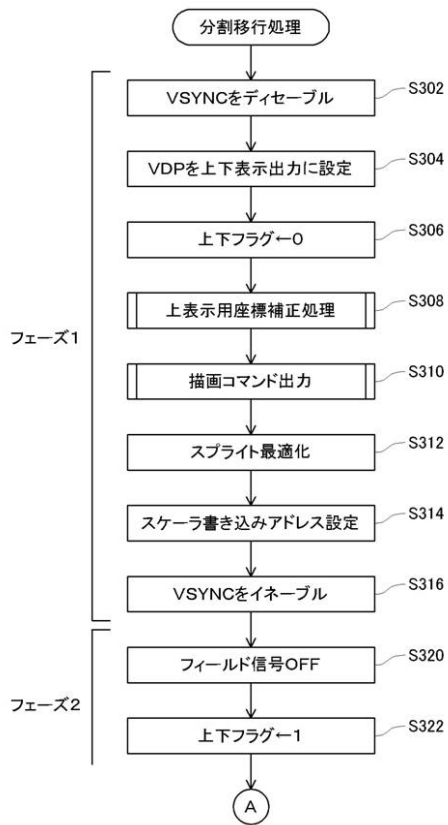 分割移行処理
VSYNCをディセーブル
S302
VDPを上下表示出力に設定
S304
上下フラグ←0
S306
上表示用座標補正処理
S308
フェーズ1
描画コマンド出力
S310
スプライト最適化
S312
スケーラ書き込みアドレス設定
S314
VSYNCをイネーブル
S316
フィールド信号OFF
S320
フェーズ2
上下フラグ←1
S322
A